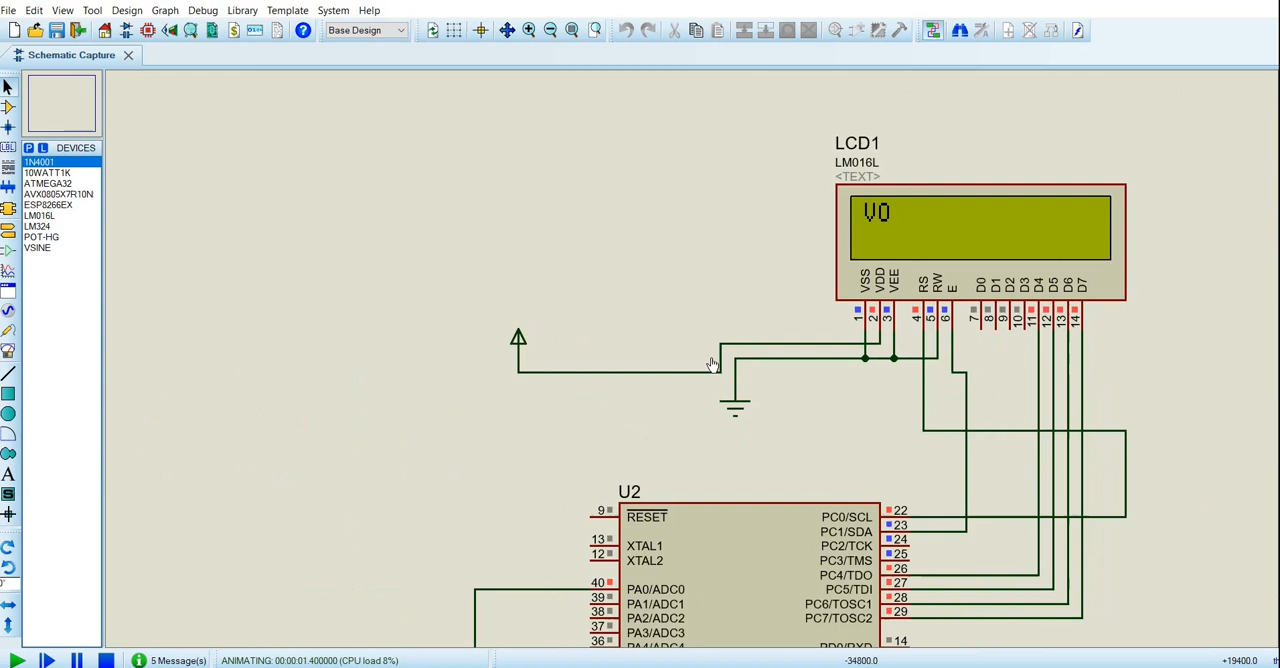 File Edit View Tool Design Graph Debug Library Template System Help
Base Design
Schematic Capture
P L DEVICES
1N4001
10WATT1K
ATMEGA32
AVX0805X7R10N
ESP8266EX
LM016L
LM324
POT-HG
VSINE
LCD1
LM016L
<TEXT>
VO
VSS VDD VEE RS RW E D0 D1 D2 D3 D4 D5 D6 D7
1 2 3 4 5 6 7 8 9 10 11 12 13 14
U2
9 RESET PC0/SCL 22
PC1/SDA 23
13 XTAL1 PC2/TCK 24
12 XTAL2 PC3/TMS 25
PC4/TDO 26
40 PA0/ADC0 PC5/TDI 27
39 PA1/ADC1 PC6/TOSC1 28
38 PA2/ADC2 PC7/TOSC2 29
37 PA3/ADC3
36 PA4/ADC4 PD0/RXD 14
5 Message(s) ANIMATING: 00:00:01.400000 (CPU load 8%) -34800.0 +19400.0